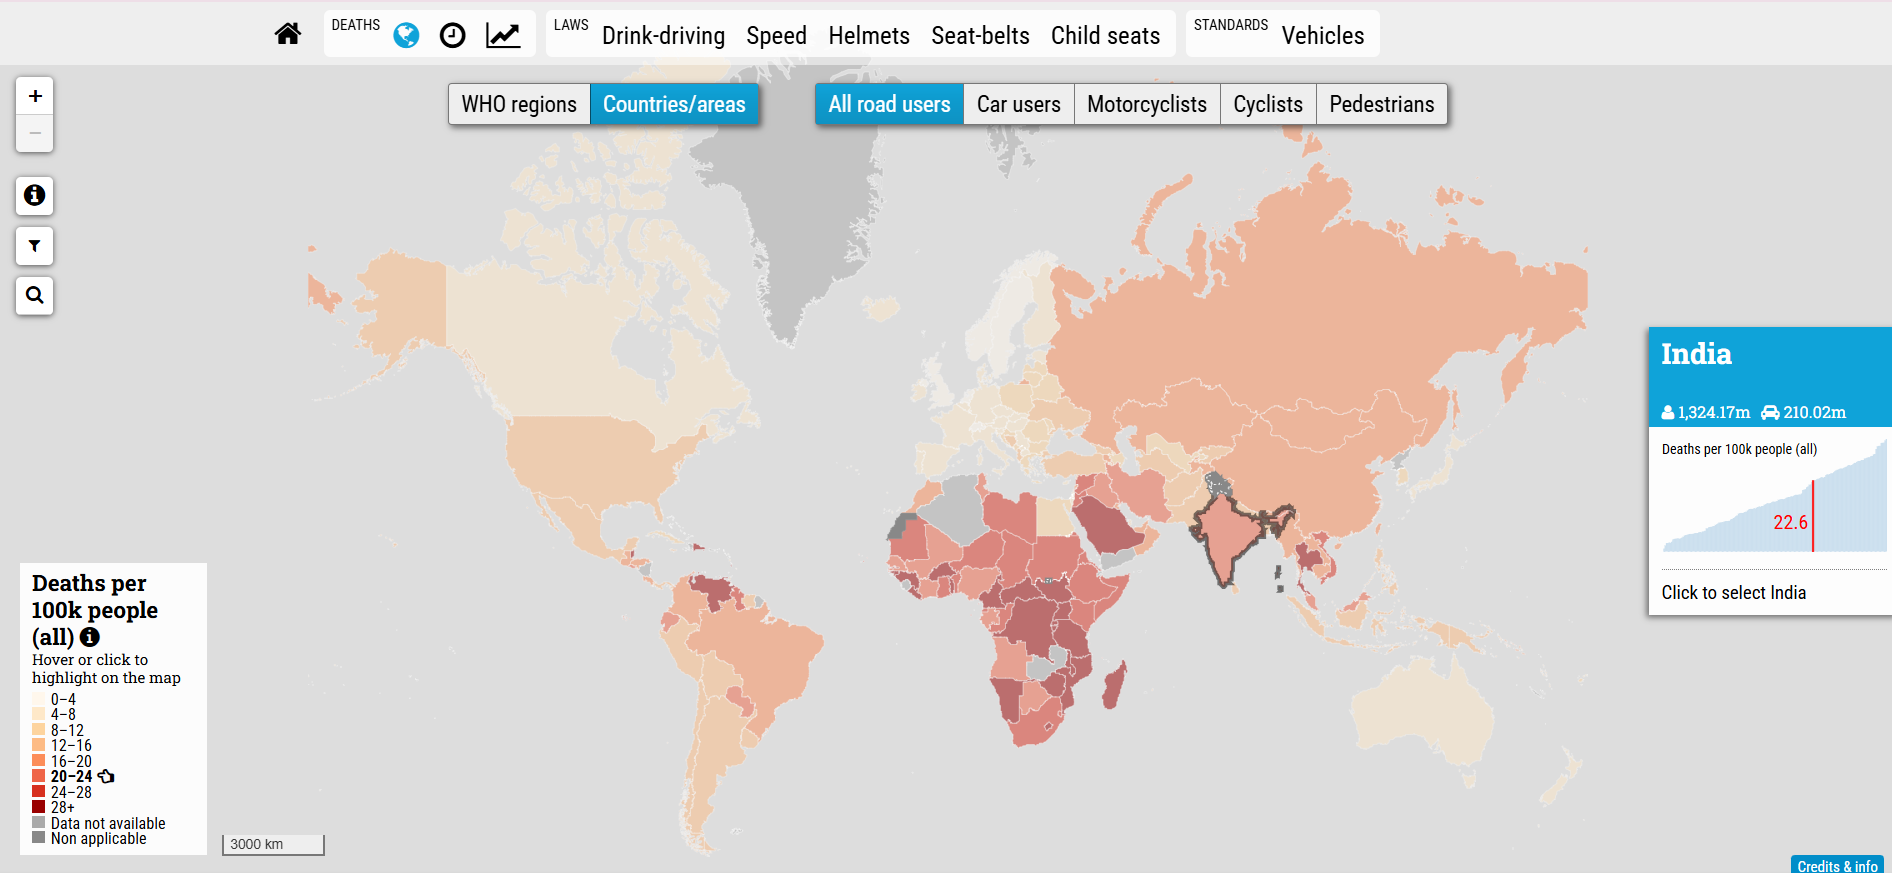 DEATHS
LAWS Drink-driving Speed Helmets Seat-belts Child seats
STANDARDS Vehicles
+
−
WHO regions Countries/areas
All road users Car users Motorcyclists Cyclists Pedestrians
India
1,324.17m 210.02m
Deaths per 100k people (all)
22.6
Click to select India
Deaths per
100k people
(all)
Hover or click to
highlight on the map
0–4
4–8
8–12
12–16
16–20
20–24
24–28
28+
Data not available
Non applicable
3000 km
Credits & info